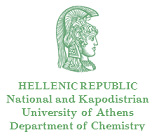 HELLENIC REPUBLIC
National and Kapodistrian
University of Athens
Department of Chemistry